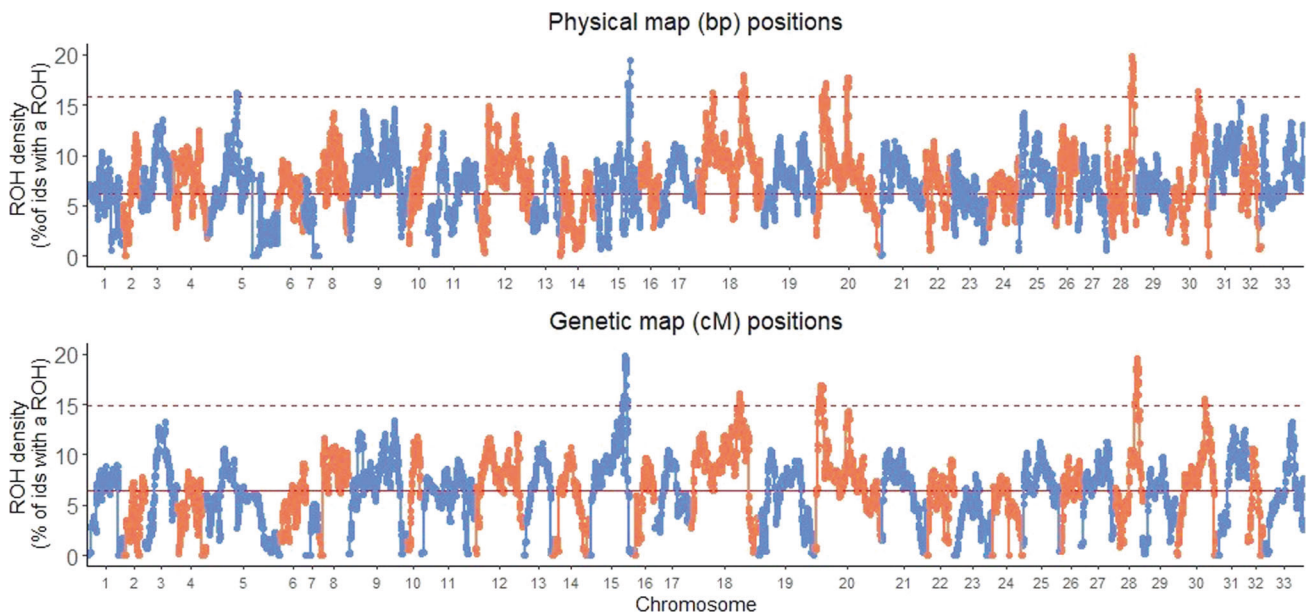 Physical map (bp) positions
ROH density
(%of ids with a ROH)
20
15
10
5
0
1 2 3 4 5 6 7 8 9 10 11 12 13 14 15 16 17 18 19 20 21 22 23 24 25 26 27 28 29 30 31 32 33
Genetic map (cM) positions
ROH density
(% of ids with a ROH)
20
15
10
5
0
1 2 3 4 5 6 7 8 9 10 11 12 13 14 15 16 17 18 19 20 21 22 23 24 25 26 27 28 29 30 31 32 33
Chromosome